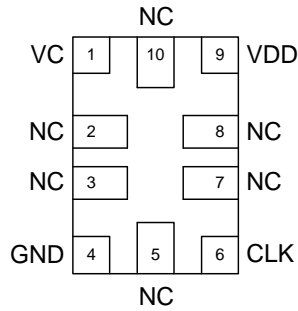 NC
VC 1 10 9 VDD
NC 2 8 NC
NC 3 7 NC
GND 4 5 6 CLK
NC